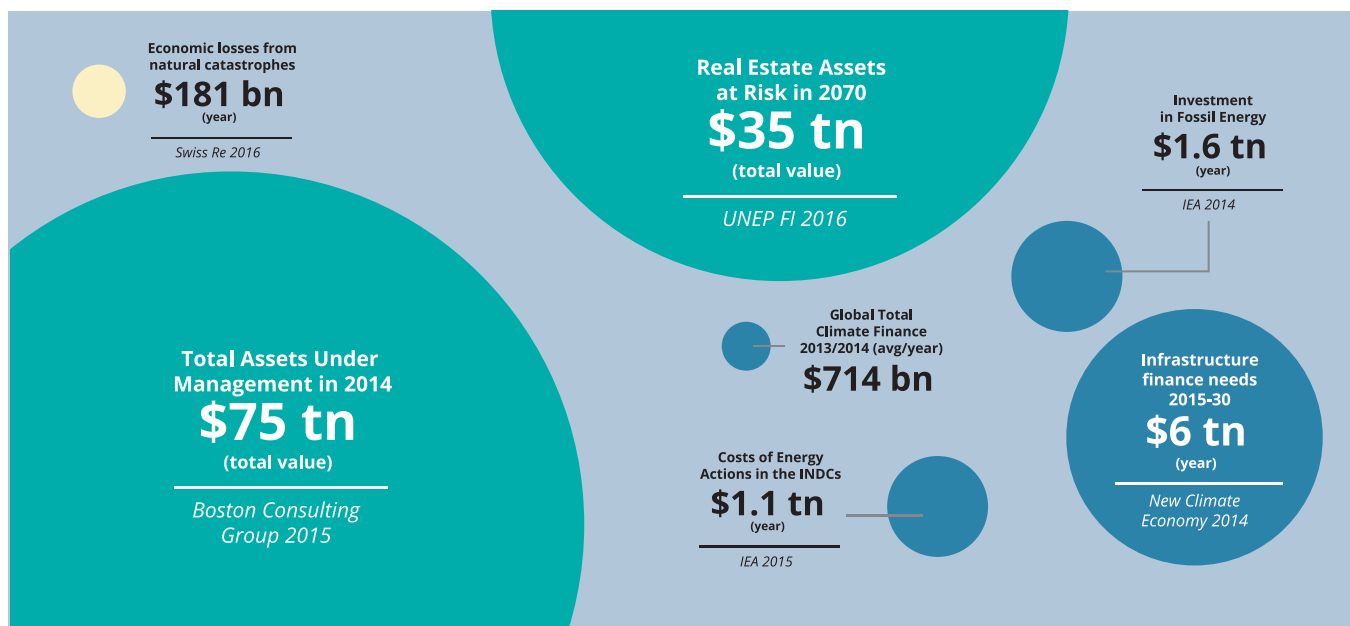 Economic losses from
natural catastrophes
$181 bn
(year)
Swiss Re 2016
Real Estate Assets
at Risk in 2070
$35 tn
(total value)
UNEP FI 2016
Investment
in Fossil Energy
$1.6 tn
(year)
IEA 2014
Total Assets Under
Management in 2014
$75 tn
(total value)
Boston Consulting
Group 2015
Global Total
Climate Finance
2013/2014 (avg/year)
$714 bn
Infrastructure
finance needs
2015-30
$6 tn
(year)
New Climate
Economy 2014
Costs of Energy
Actions in the INDCs
$1.1 tn
(year)
IEA 2015